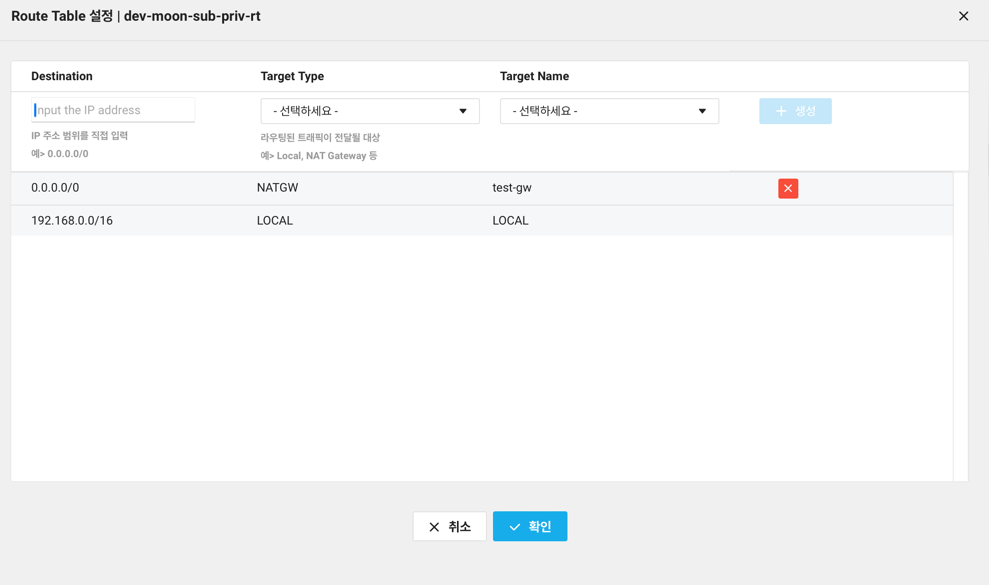 Route Table 설정 | dev-moon-sub-priv-rt
Destination Target Type Target Name
Input the IP address - 선택하세요 - - 선택하세요 - 생성
IP 주소 범위를 직접 입력 라우팅된 트래픽이 전달될 대상
예> 0.0.0.0/0 예> Local, NAT Gateway 등
0.0.0.0/0 NATGW test-gw
192.168.0.0/16 LOCAL LOCAL
취소 확인